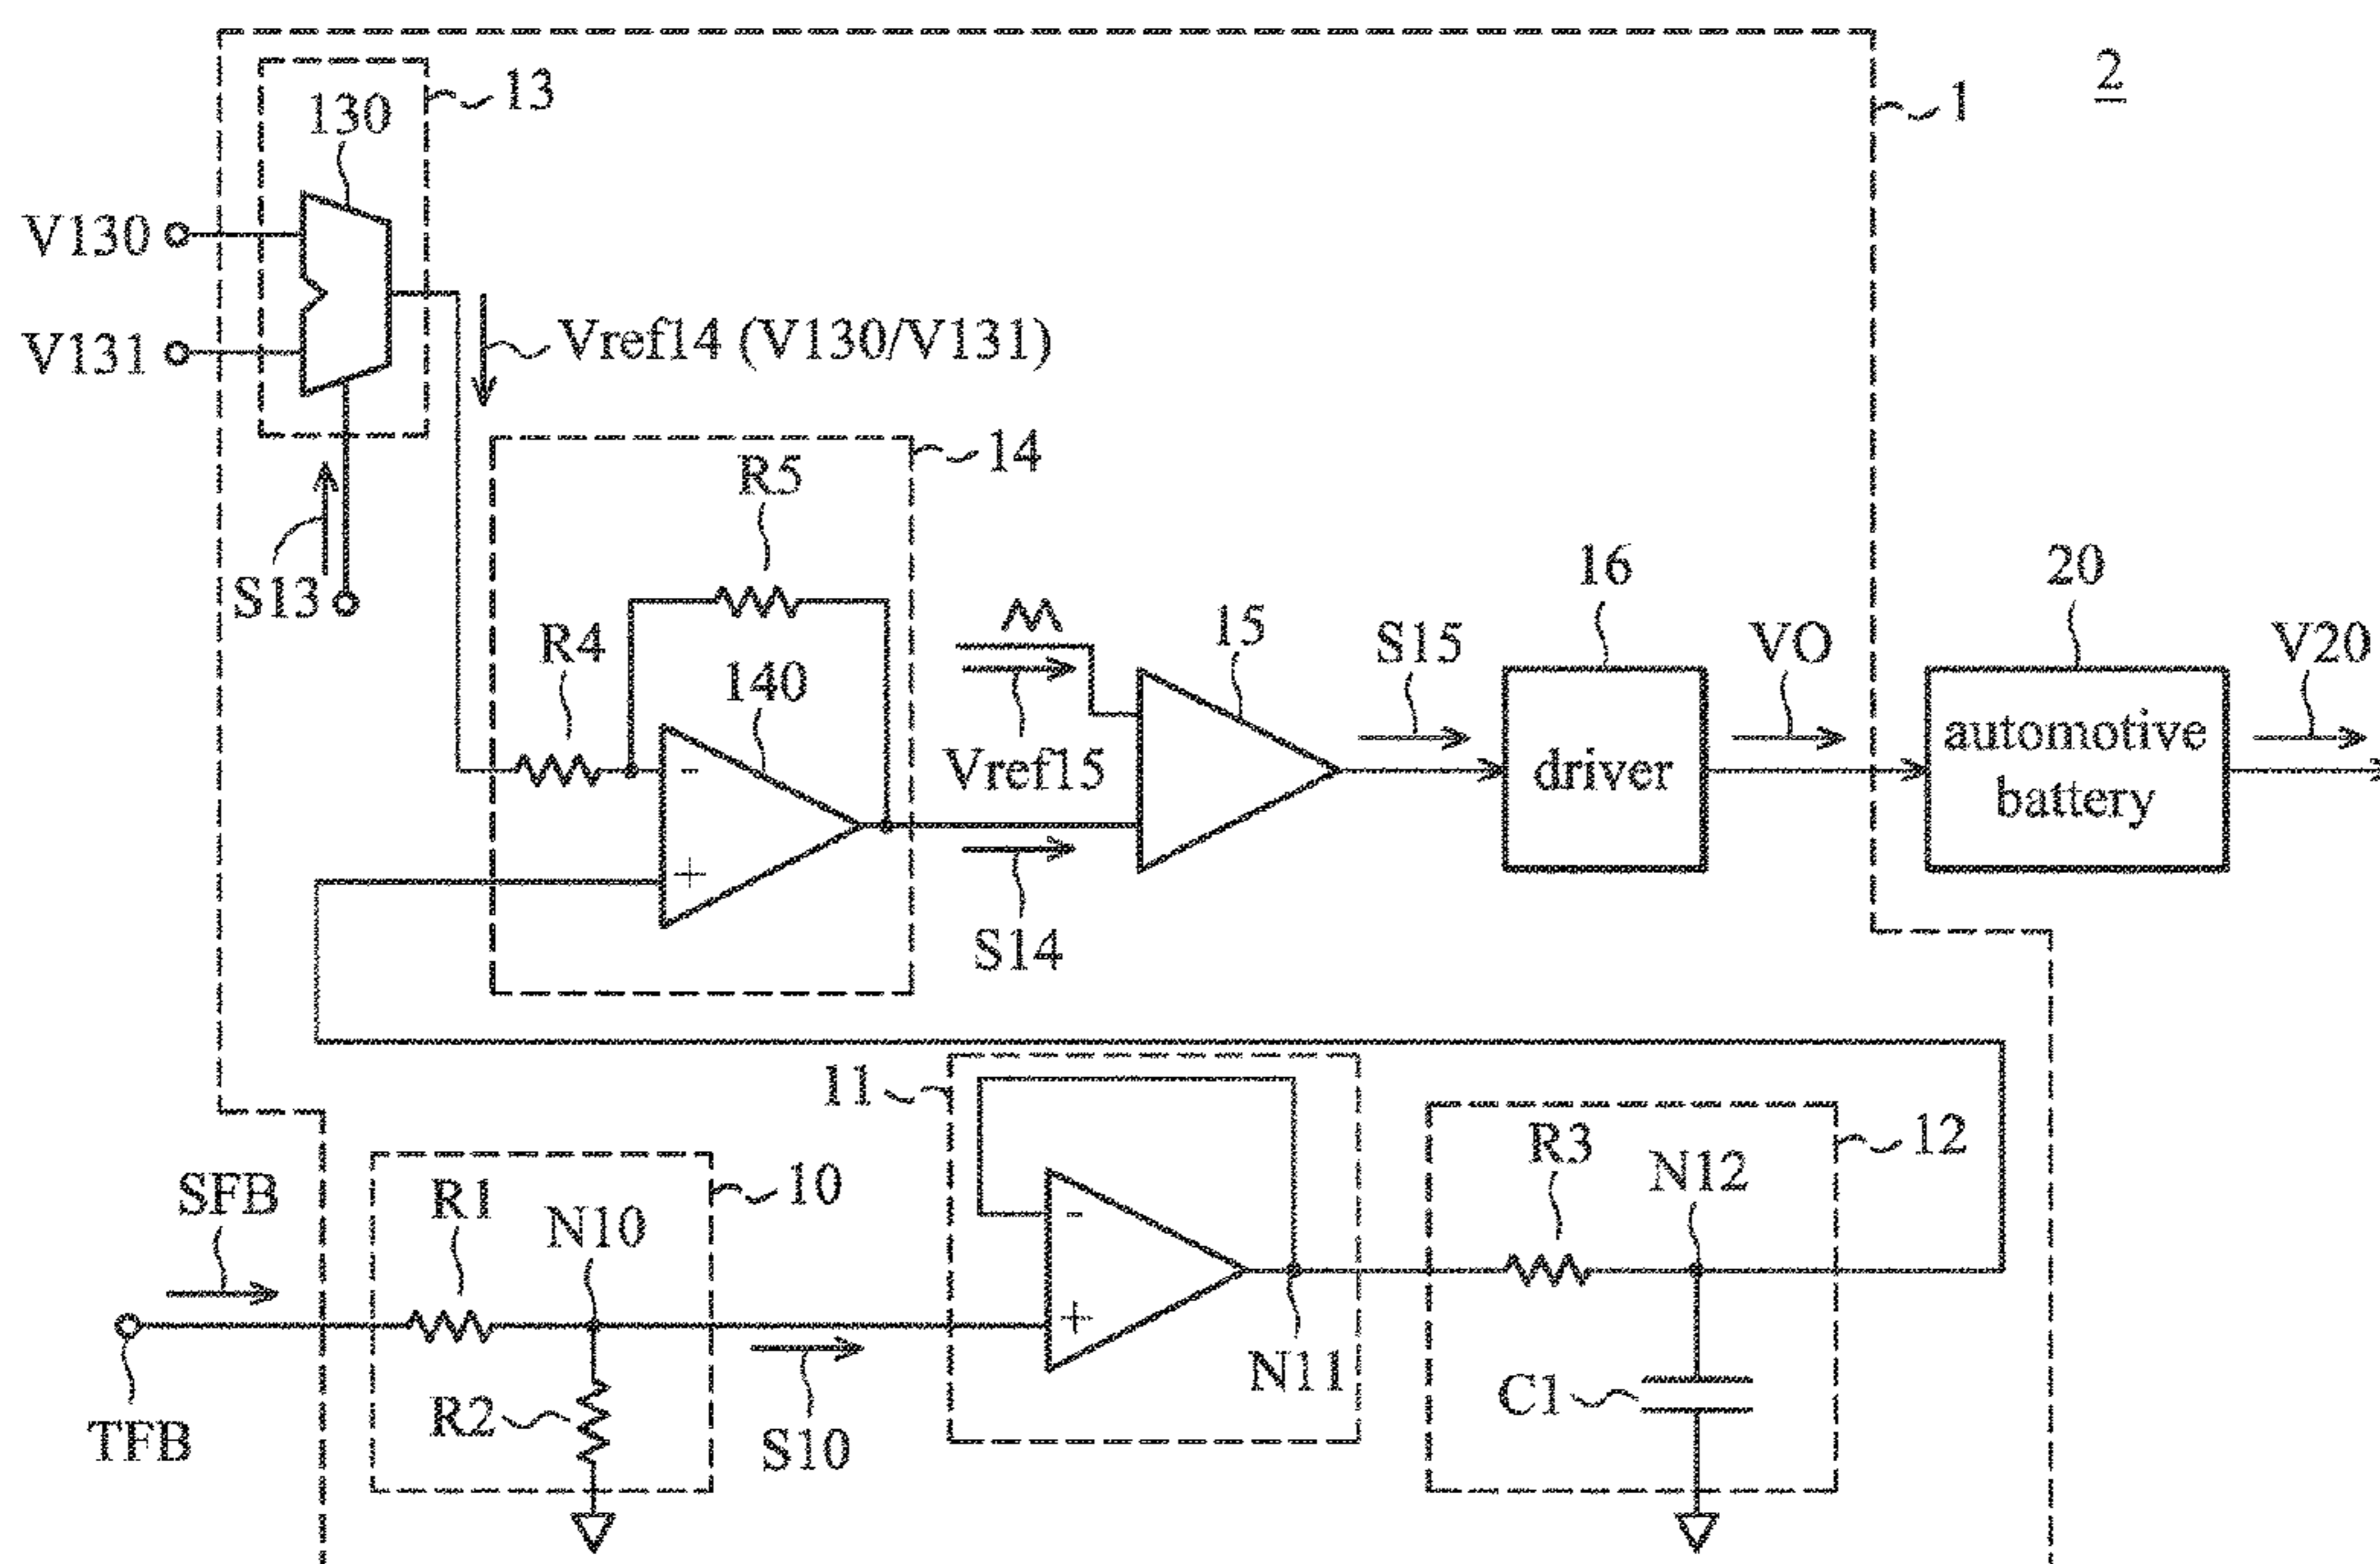 2
13
1
130
V130
V131
Vref14 (V130/V131)
14
R5
S13
16
20
R4
15
S15
VO
V20
140
-
Vref15
driver
automotive
battery
+
S14
11
12
R3
SFB
R1
10
N12
N10
-
+
TFB
R2
N11
C1
S10